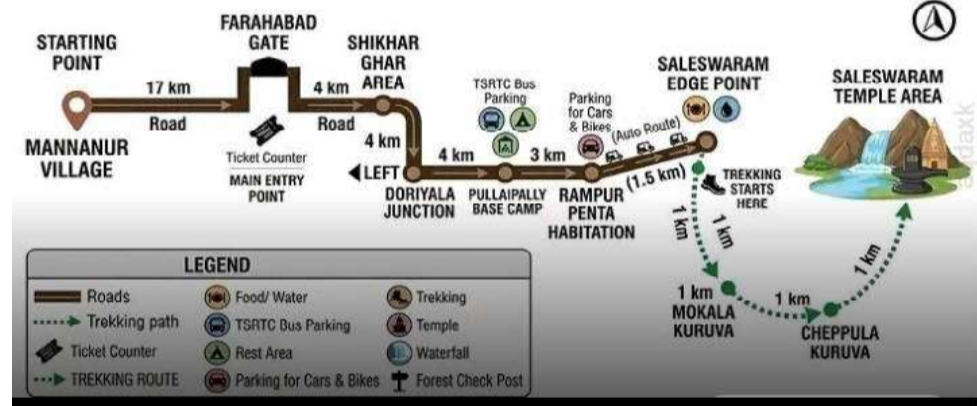 STARTING
POINT
MANNANUR
VILLAGE
17 km
Road
FARAHABAD
GATE
Ticket Counter
MAIN ENTRY
POINT
4 km
Road
SHIKHAR
GHAR
AREA
4 km
LEFT
DORIYALA
JUNCTION
4 km
TSRTC Bus
Parking
PULLAIPALLY
BASE CAMP
3 km
Parking
for Cars
& Bikes
RAMPUR
PENTA
HABITATION
(Auto Route)
(1.5 km)
SALESWARAM
EDGE POINT
TREKKING
STARTS
HERE
1 km
1 km
1 km
MOKALA
KURUVA
1 km
CHEPPULA
KURUVA
1 km
SALESWARAM
TEMPLE AREA
LEGEND
Roads
Trekking path
Ticket Counter
TREKKING ROUTE
Food/ Water
TSRTC Bus Parking
Rest Area
Parking for Cars & Bikes
Trekking
Temple
Waterfall
Forest Check Post